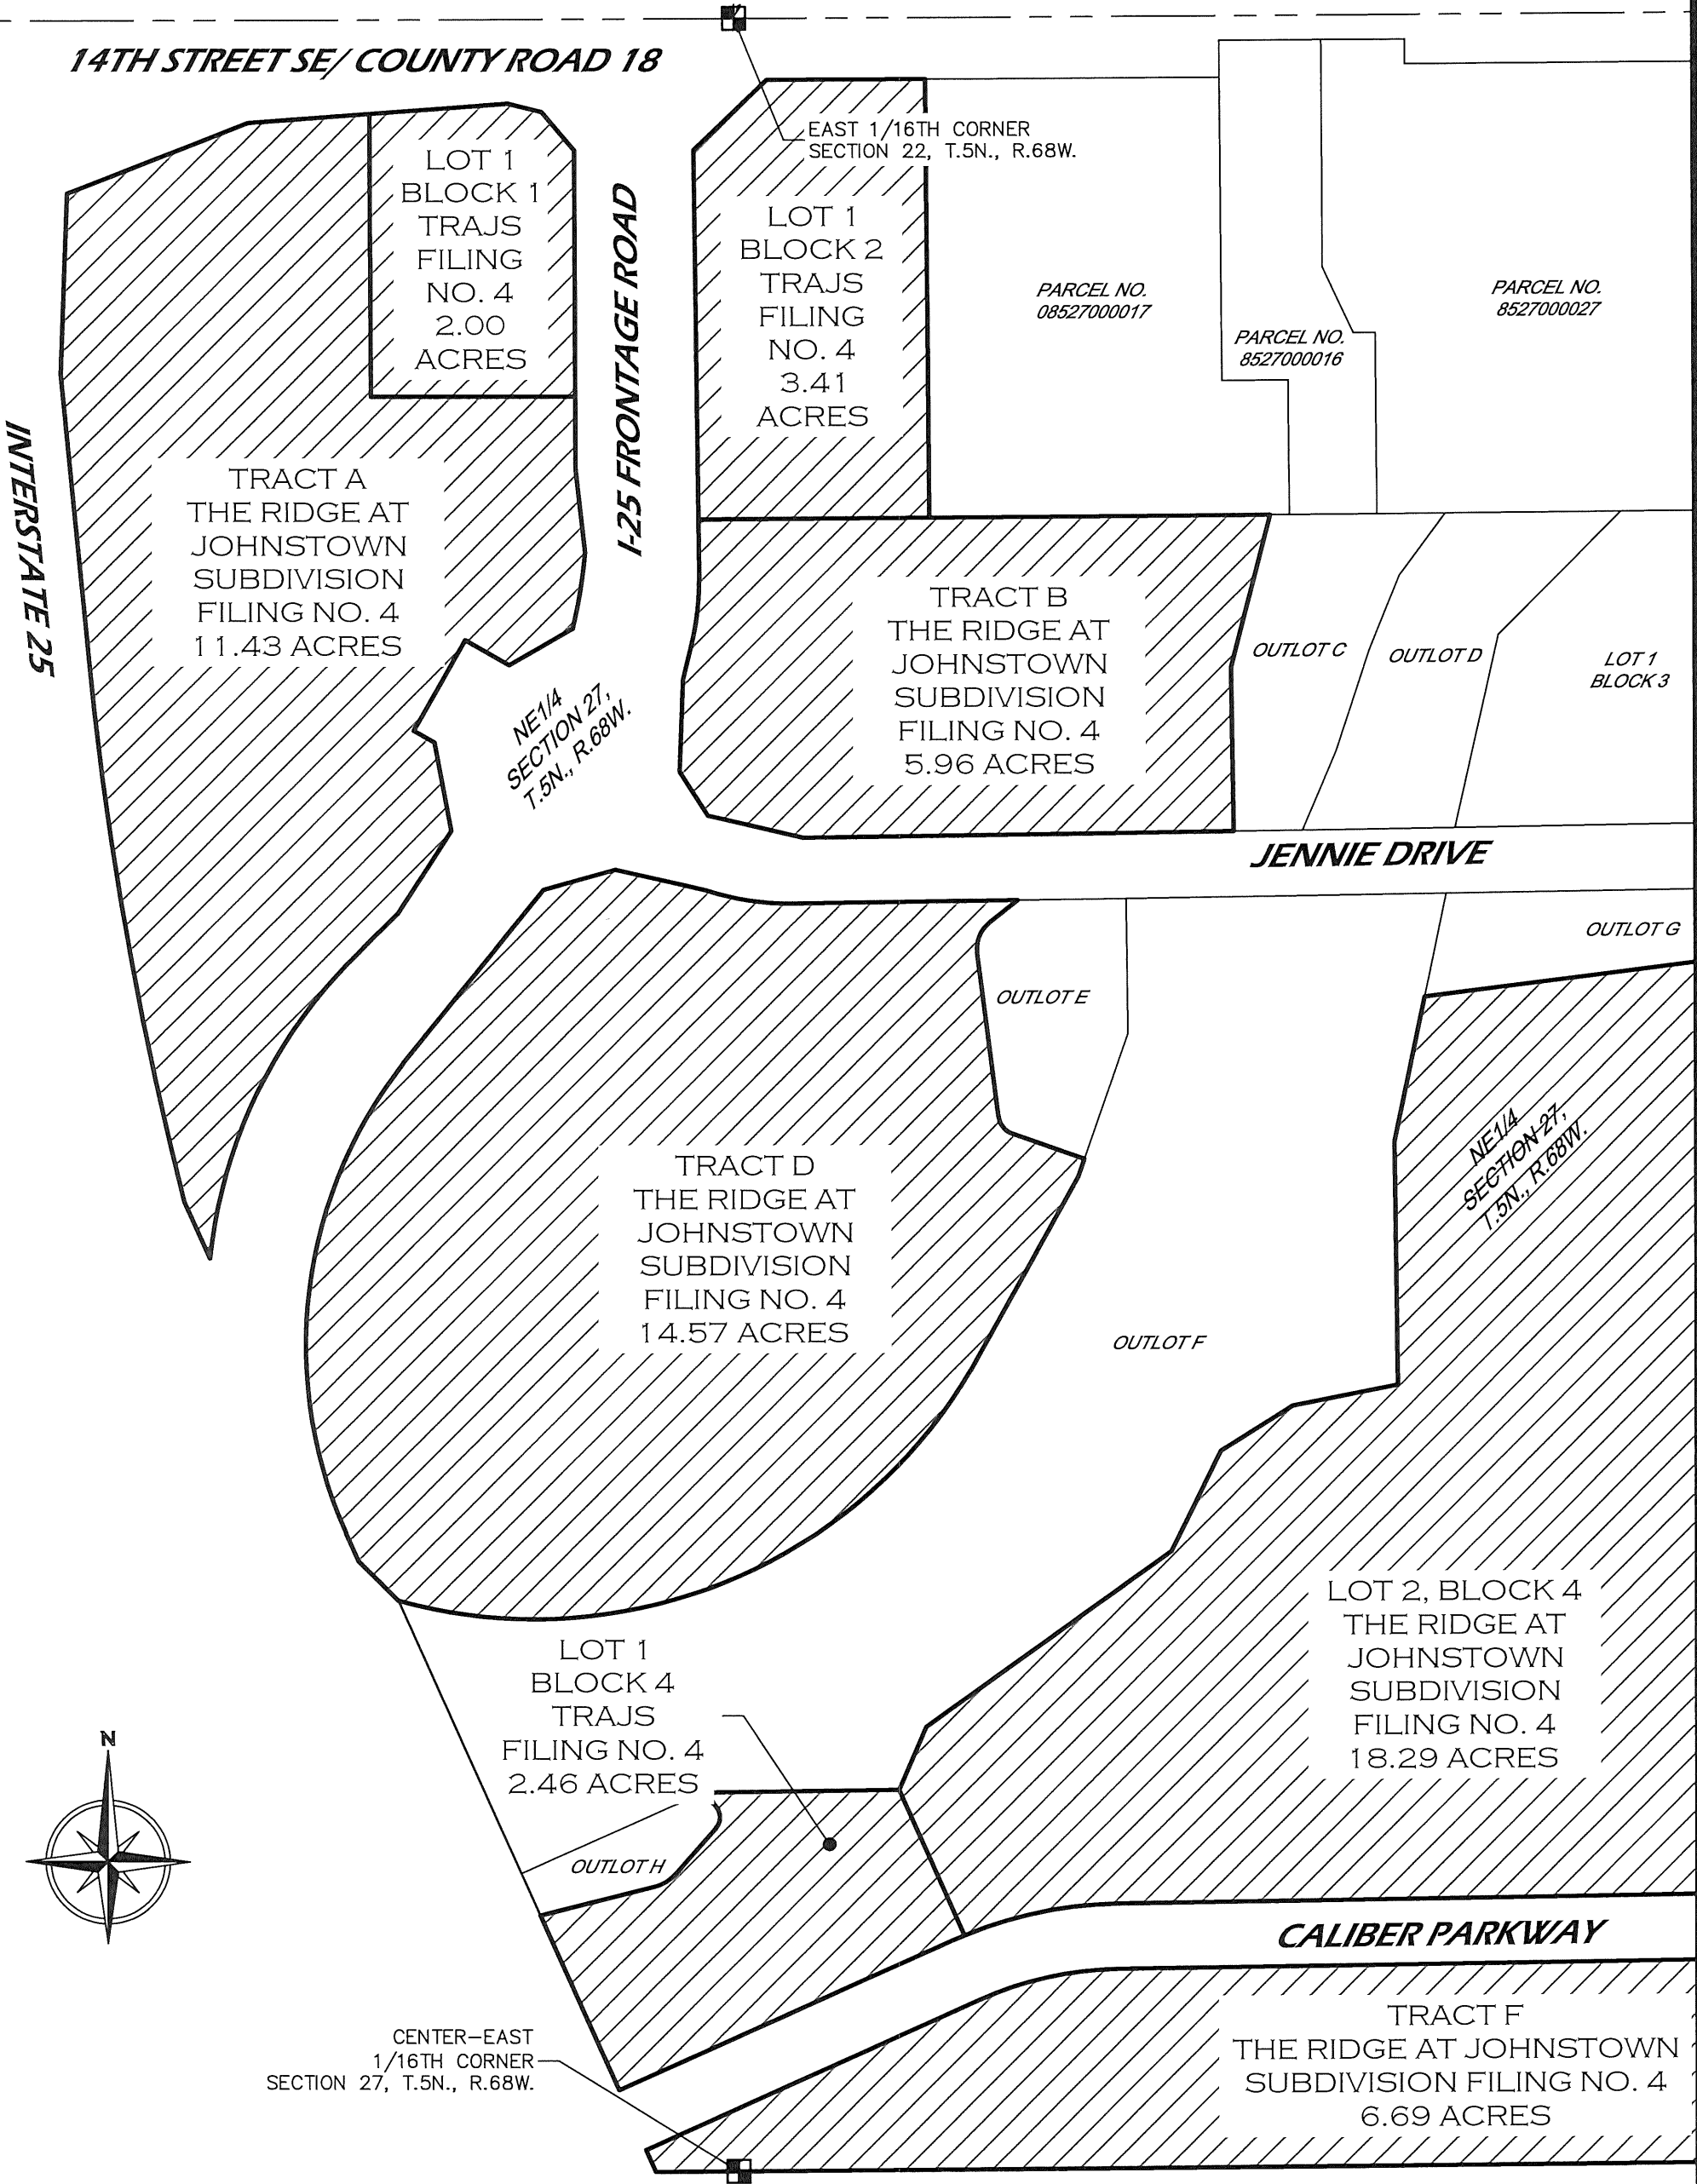 14TH STREET SE/ COUNTY ROAD 18
EAST 1/16TH CORNER
SECTION 22, T.5N., R.68W.
LOT 1
BLOCK 1
TRAJS
FILING
NO. 4
2.00
ACRES
I-25 FRONTAGE ROAD
LOT 1
BLOCK 2
TRAJS
FILING
NO. 4
3.41
ACRES
PARCEL NO.
08527000017
PARCEL NO.
8527000016
PARCEL NO.
8527000027
INTERSTATE 25
TRACT A
THE RIDGE AT
JOHNSTOWN
SUBDIVISION
FILING NO. 4
11.43 ACRES
NE1/4
SECTION 27,
T.5N., R.68W.
TRACT B
THE RIDGE AT
JOHNSTOWN
SUBDIVISION
FILING NO. 4
5.96 ACRES
OUTLOT C
OUTLOT D
LOT 1
BLOCK 3
JENNIE DRIVE
OUTLOT G
OUTLOT E
NE1/4
SECTION 27,
T.5N., R.68W.
TRACT D
THE RIDGE AT
JOHNSTOWN
SUBDIVISION
FILING NO. 4
14.57 ACRES
OUTLOT F
LOT 2, BLOCK 4
THE RIDGE AT
JOHNSTOWN
SUBDIVISION
FILING NO. 4
18.29 ACRES
LOT 1
BLOCK 4
TRAJS
FILING NO. 4
2.46 ACRES
N
OUTLOT H
CALIBER PARKWAY
CENTER-EAST
1/16TH CORNER
SECTION 27, T.5N., R.68W.
TRACT F
THE RIDGE AT JOHNSTOWN
SUBDIVISION FILING NO. 4
6.69 ACRES